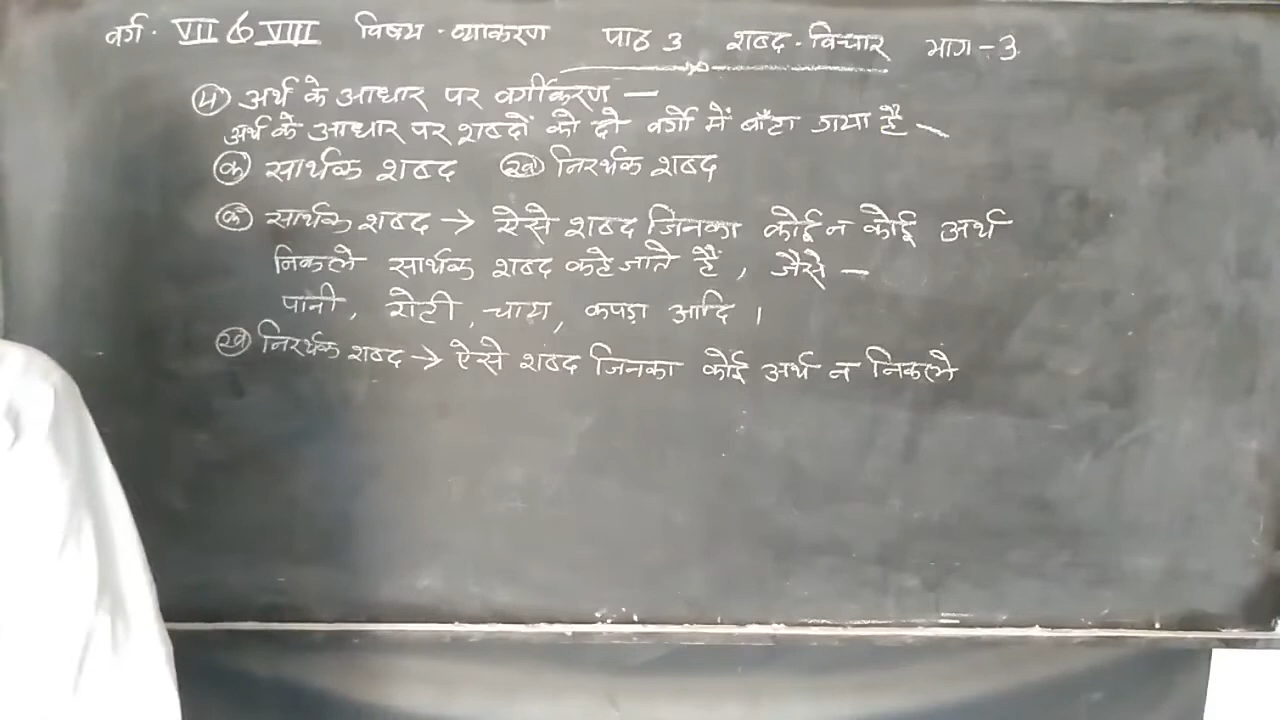 वर्ग - VII & VIII विषय - व्याकरण पाठ 3 शब्द - विचार भाग - 3
४ अर्थ के आधार पर वर्गीकरण —
अर्थ के आधार पर शब्दों को दो वर्गों में बाँटा गया है -
क सार्थक शब्द ख निरर्थक शब्द
क सार्थक शब्द → ऐसे शब्द जिनका कोई न कोई अर्थ
निकले सार्थक शब्द कहे जाते हैं , जैसे —
पानी, रोटी, चाय, कपड़ा आदि ।
ख निरर्थक शब्द → ऐसे शब्द जिनका कोई अर्थ न निकले